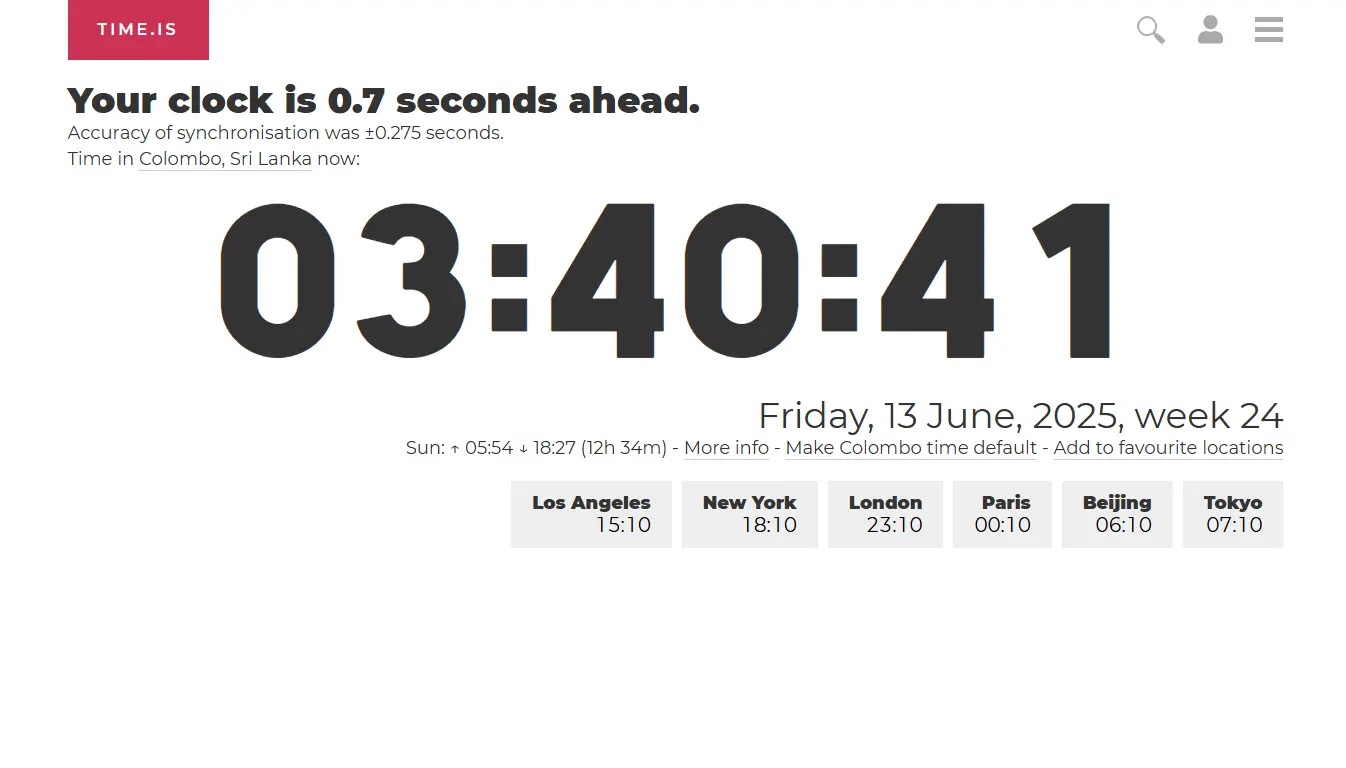 TIME.IS
Your clock is 0.7 seconds ahead.
Accuracy of synchronisation was ±0.275 seconds.
Time in Colombo, Sri Lanka now:
03:40:41
Friday, 13 June, 2025, week 24
Sun: ↑ 05:54 ↓ 18:27 (12h 34m) - More info - Make Colombo time default - Add to favourite locations
Los Angeles New York London Paris Beijing Tokyo
15:10 18:10 23:10 00:10 06:10 07:10